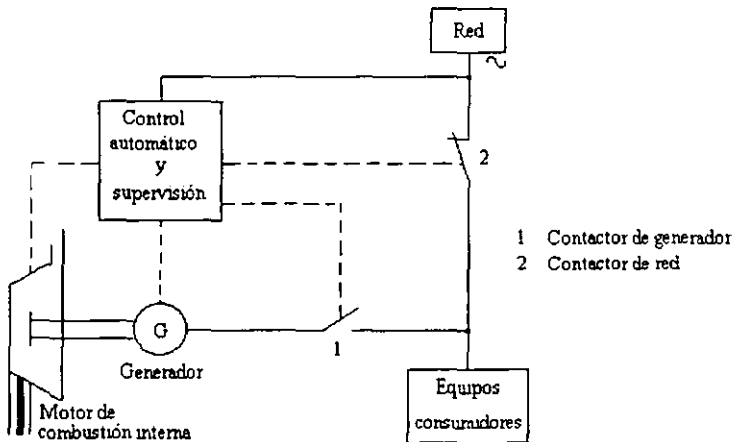 Red
~
Control
automático
y
supervisión
2
1 Contactor de generador
2 Contactor de red
G
1
Generador
Motor de
combustión interna
Equipos
consumidores